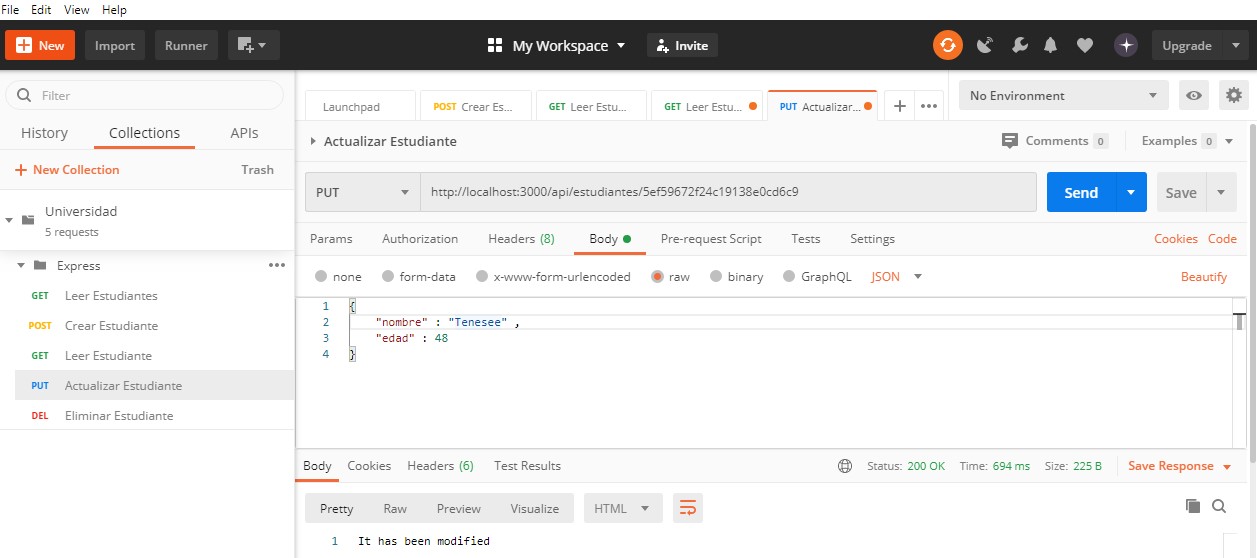 File Edit View Help
New Import Runner My Workspace Invite Upgrade
Filter
History Collections APIs
New Collection Trash
Universidad
5 requests
Express
GET Leer Estudiantes
POST Crear Estudiante
GET Leer Estudiante
PUT Actualizar Estudiante
DEL Eliminar Estudiante
Launchpad POST Crear Es... GET Leer Estu... GET Leer Estu... PUT Actualizar... No Environment
Actualizar Estudiante Comments 0 Examples 0
PUT http://localhost:3000/api/estudiantes/5ef59672f24c19138e0cd6c9 Send Save
Params Authorization Headers (8) Body Pre-request Script Tests Settings Cookies Code
none form-data x-www-form-urlencoded raw binary GraphQL JSON Beautify
1 {
2 "nombre" : "Tenesee" ,
3 "edad" : 48
4 }
Body Cookies Headers (6) Test Results Status: 200 OK Time: 694 ms Size: 225 B Save Response
Pretty Raw Preview Visualize HTML
1 It has been modified